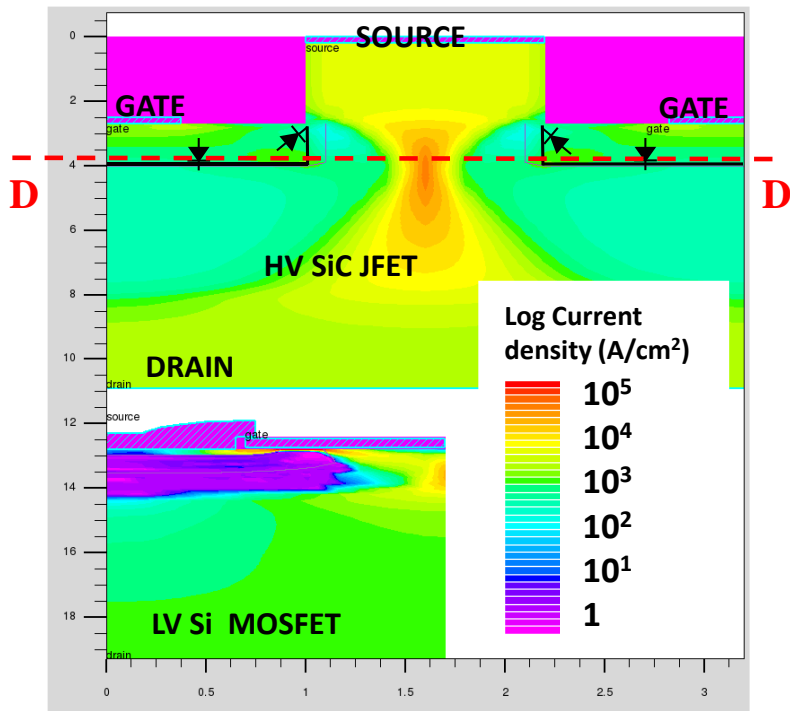 0
SOURCE
source
2
GATE
GATE
gate
gate
D
4
D
6
HV SiC JFET
8
Log Current
density (A/cm²)
10
DRAIN
drain
10⁵
12
source
10⁴
gate
10³
14
10²
16
10¹
1
18
LV Si MOSFET
drain
0
0.5
1
1.5
2
2.5
3